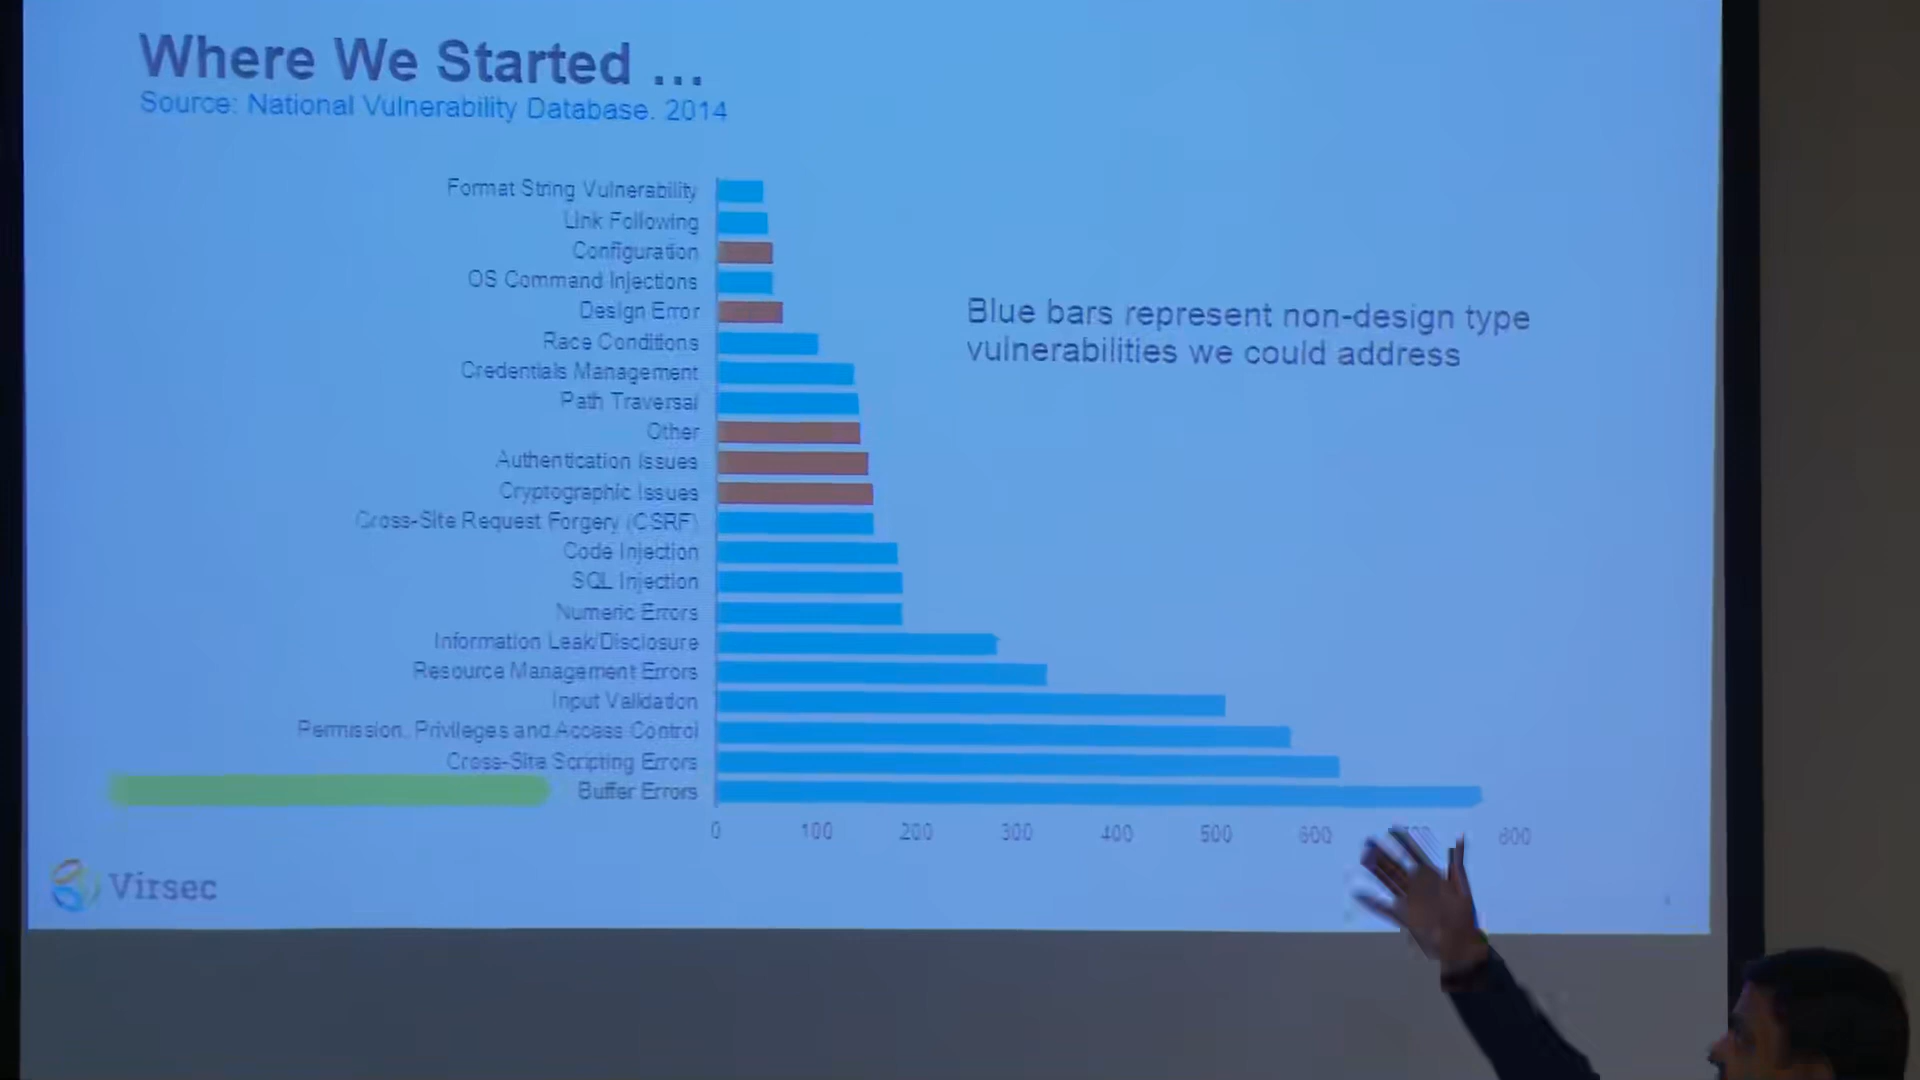 Where We Started ...
Source: National Vulnerability Database. 2014
Format String Vulnerability
Link Following
Configuration
OS Command Injections
Design Error
Blue bars represent non-design type
vulnerabilities we could address
Race Conditions
Credentials Management
Path Traversal
Other
Authentication Issues
Cryptographic Issues
Cross-Site Request Forgery (CSRF)
Code Injection
SQL Injection
Numeric Errors
Information Leak/Disclosure
Resource Management Errors
Input Validation
Permission, Privileges and Access Control
Cross-Site Scripting Errors
Buffer Errors
0 100 200 300 400 500 600 800
Virsec